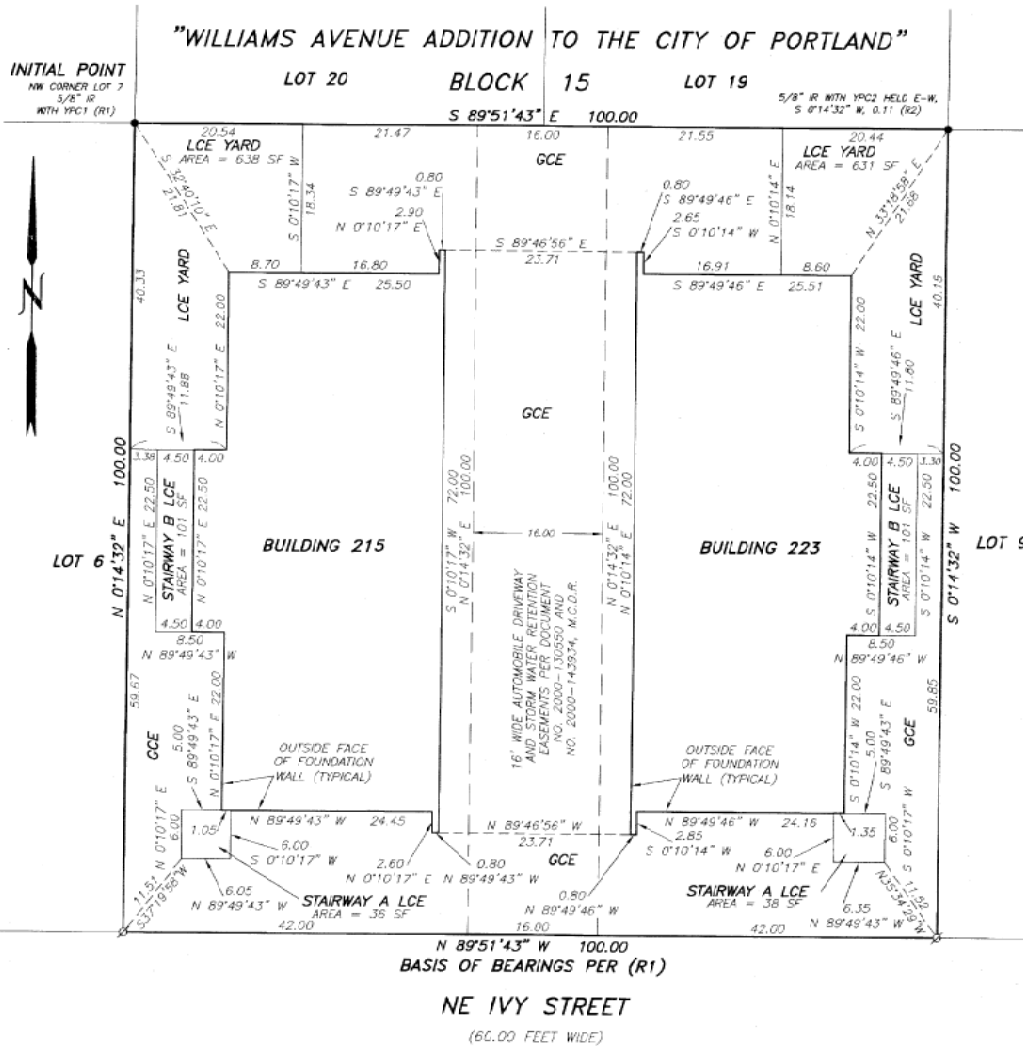 "WILLIAMS AVENUE ADDITION TO THE CITY OF PORTLAND"
INITIAL POINT
NW CORNER LOT 7
5/8" IR
WITH YPC1 (R1)
LOT 20
BLOCK 15
LOT 19
5/8" IR WITH YPC2 HELD E-W,
S 0°14'32" W, 0.11 (R2)
S 89°51'43" E 100.00
20.54
21.47
16.00
21.55
20.44
LCE YARD
AREA = 638 SF
GCE
LCE YARD
AREA = 631 SF
S 32°40'10" E
21.81
S 0°10'17" W
18.34
0.80
S 89°49'43" E
2.90
N 0°10'17" E
0.80
S 89°49'46" E
2.65
S 0°10'14" W
N 0°10'14" E
18.14
N 33°18'58" E
21.68
S 89°46'56" E
23.71
8.70
16.80
S 89°49'43" E 25.50
16.91
8.60
S 89°49'46" E 25.51
40.33
LCE YARD
N 0°10'17" E 22.00
S 89°49'43" E
11.88
S 0°10'14" W 22.00
S 89°49'46" E
11.80
LCE YARD
40.15
GCE
3.38
4.50
4.00
4.00
4.50
3.30
N 0°14'32" E 100.00
N 0°10'17" E 22.50
STAIRWAY B LCE
AREA = 101 SF
N 0°10'17" E 22.50
S 0°10'17" W 72.00
N 0°14'32" E 100.00
N 0°14'32" E 100.00
N 0°10'14" E 72.00
S 0°10'14" W 22.50
STAIRWAY B LCE
AREA = 101 SF
S 0°10'14" W 22.50
S 0°14'32" W 100.00
16.00
LOT 6
BUILDING 215
BUILDING 223
LOT 9
16' WIDE AUTOMOBILE DRIVEWAY
AND STORM WATER RETENTION
EASEMENTS PER DOCUMENT
NO. 2000-130550 AND
NO. 2000-143934, M.C.D.R.
4.50
4.00
8.50
N 89°49'43" W
4.00
4.50
8.50
N 89°49'46" W
59.67
GCE
5.00
S 89°49'43" E
N 0°10'17" E 22.00
S 0°10'14" W 22.00
5.00
S 89°49'43" E
GCE
59.85
OUTSIDE FACE
OF FOUNDATION
WALL (TYPICAL)
OUTSIDE FACE
OF FOUNDATION
WALL (TYPICAL)
N 0°10'17" E
6.00
1.05
N 89°49'43" W 24.45
N 89°46'56" W
23.71
N 89°49'46" W 24.15
1.35
S 0°10'17" W
6.00
6.00
S 0°10'17" W
2.60
N 0°10'17" E
0.80
N 89°49'43" W
GCE
2.85
S 0°10'14" W
6.00
N 0°10'17" E
S37°19'58"W
6.05
N 89°49'43" W
STAIRWAY A LCE
AREA = 36 SF
0.80
N 89°49'46" W
STAIRWAY A LCE
AREA = 38 SF
6.35
N 89°49'43" W
11.50
42.00
16.00
42.00
N 89°51'43" W 100.00
BASIS OF BEARINGS PER (R1)
NE IVY STREET
(60.00 FEET WIDE)